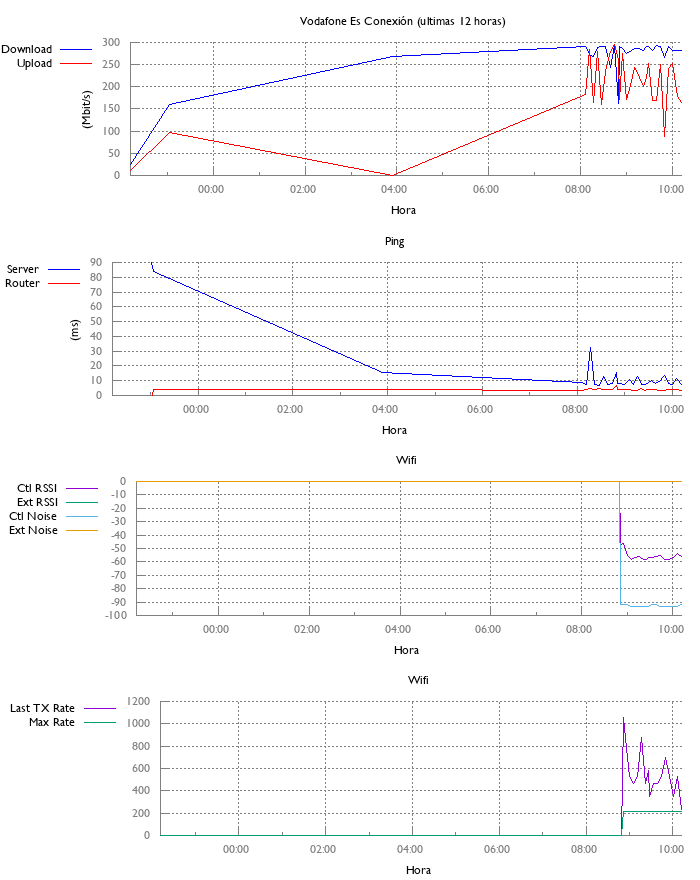 Vodafone Es Conexión (ultimas 12 horas)
Download
Upload
(Mbit/s)
300
250
200
150
100
50
0
00:00 02:00 04:00 06:00 08:00 10:00
Hora
Ping
Server
Router
(ms)
90
80
70
60
50
40
30
20
10
0
00:00 02:00 04:00 06:00 08:00 10:00
Hora
Wifi
Ctl RSSI
Ext RSSI
Ctl Noise
Ext Noise
0
-10
-20
-30
-40
-50
-60
-70
-80
-90
-100
00:00 02:00 04:00 06:00 08:00 10:00
Hora
Wifi
Last TX Rate
Max Rate
1200
1000
800
600
400
200
0
00:00 02:00 04:00 06:00 08:00 10:00
Hora